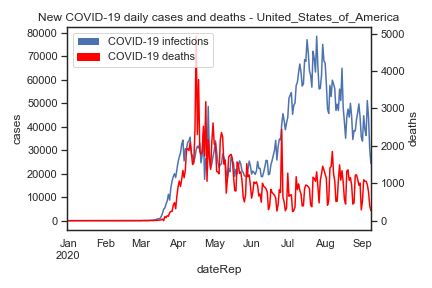 New COVID-19 daily cases and deaths - United_States_of_America
COVID-19 infections
COVID-19 deaths
cases
80000
70000
60000
50000
40000
30000
20000
10000
0
deaths
5000
4000
3000
2000
1000
0
Jan Feb Mar Apr May Jun Jul Aug Sep
2020
dateRep